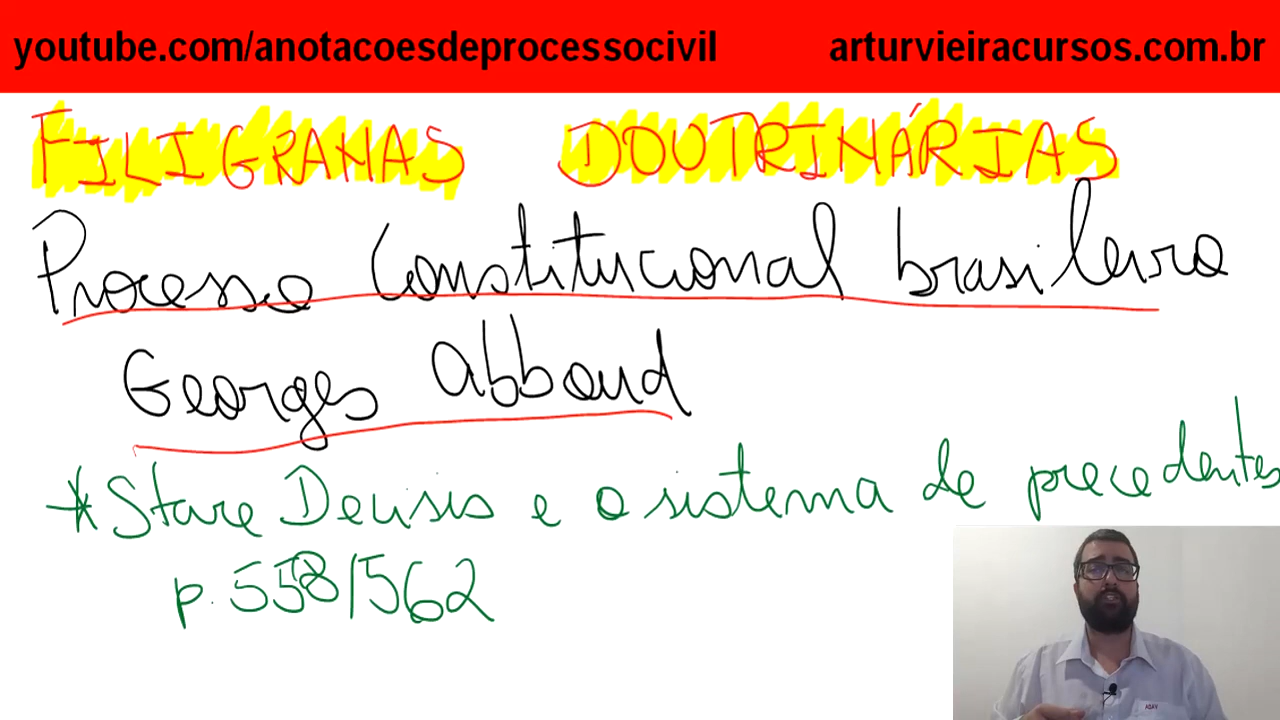 youtube.com/anotacoesdeprocessocivil arturvieiracursos.com.br
FILIGRANAS DOUTRINÁRIAS
Processo Constitucional brasileiro
Georges Abboud
* Stare Decisis e o sistema de precedentes
p. 558/562